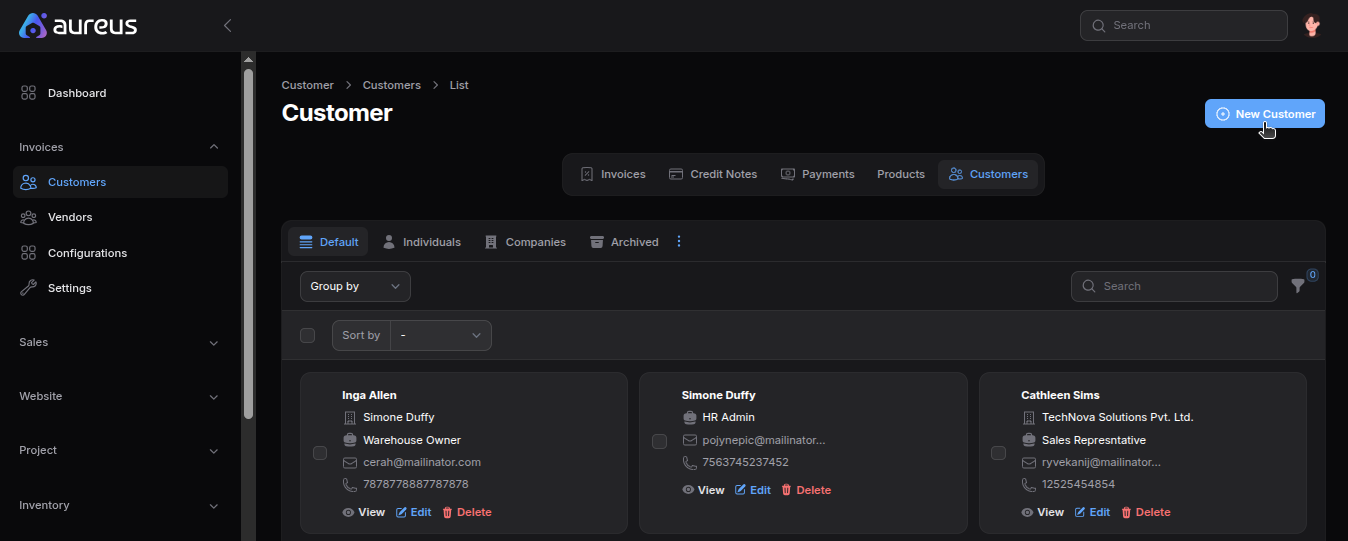 aureus
Search
Dashboard
Invoices
Customers
Vendors
Configurations
Settings
Sales
Website
Project
Inventory
Customer > Customers > List
Customer
New Customer
Invoices Credit Notes Payments Products Customers
Default Individuals Companies Archived
Group by
Search
0
Sort by -
Inga Allen
Simone Duffy
Warehouse Owner
cerah@mailinator.com
7878778887787878
View Edit Delete
Simone Duffy
HR Admin
pojynepic@mailinator...
7563745237452
View Edit Delete
Cathleen Sims
TechNova Solutions Pvt. Ltd.
Sales Represntative
ryvekanij@mailinator...
12525454854
View Edit Delete